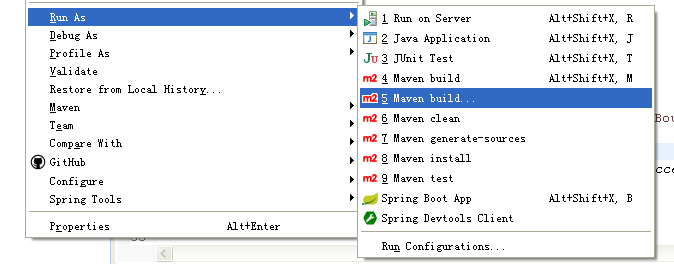 Run As
Debug As
Profile As
Validate
Restore from Local History...
Maven
Team
Compare With
GitHub
Configure
Spring Tools
Properties Alt+Enter
1 Run on Server Alt+Shift+X, R
2 Java Application Alt+Shift+X, J
JU 3 JUnit Test Alt+Shift+X, T
m2 4 Maven build Alt+Shift+X, M
m2 5 Maven build...
m2 6 Maven clean
m2 7 Maven generate-sources
m2 8 Maven install
m2 9 Maven test
Spring Boot App Alt+Shift+X, B
Spring Devtools Client
Run Configurations...